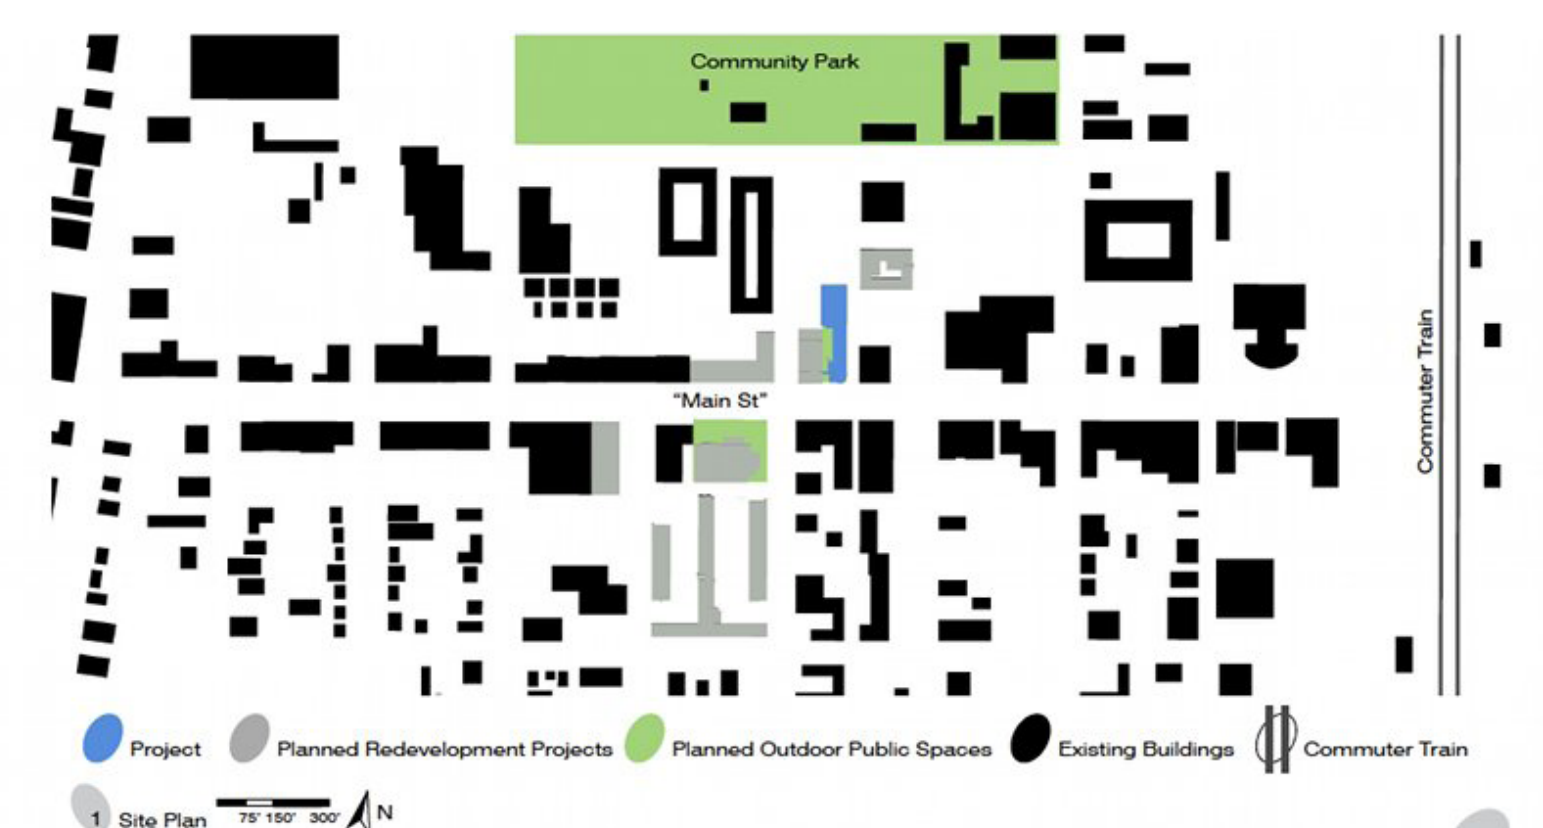 Community Park
Commuter Train
“Main St”
Project
Planned Redevelopment Projects
Planned Outdoor Public Spaces
Existing Buildings
Commuter Train
1 Site Plan
75' 150' 300'
N